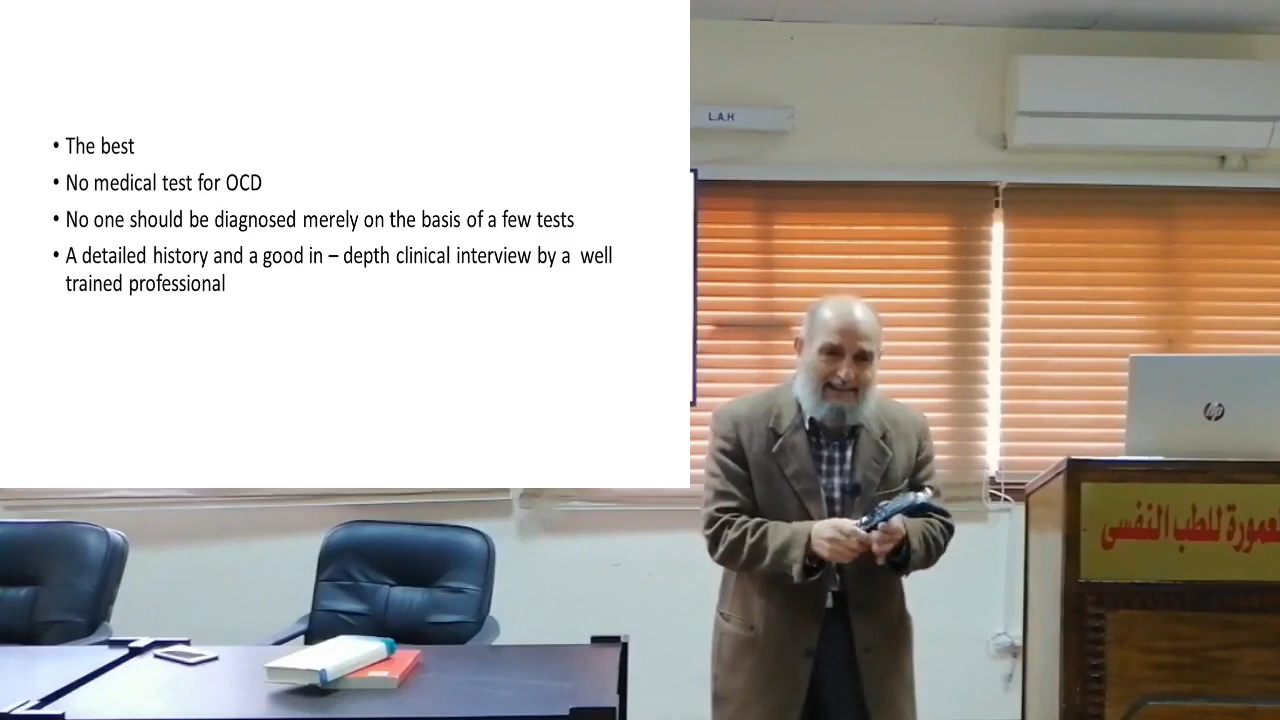 • The best
• No medical test for OCD
• No one should be diagnosed merely on the basis of a few tests
• A detailed history and a good in – depth clinical interview by a  well
trained professional
L.A.H
hp
للطب النفسى